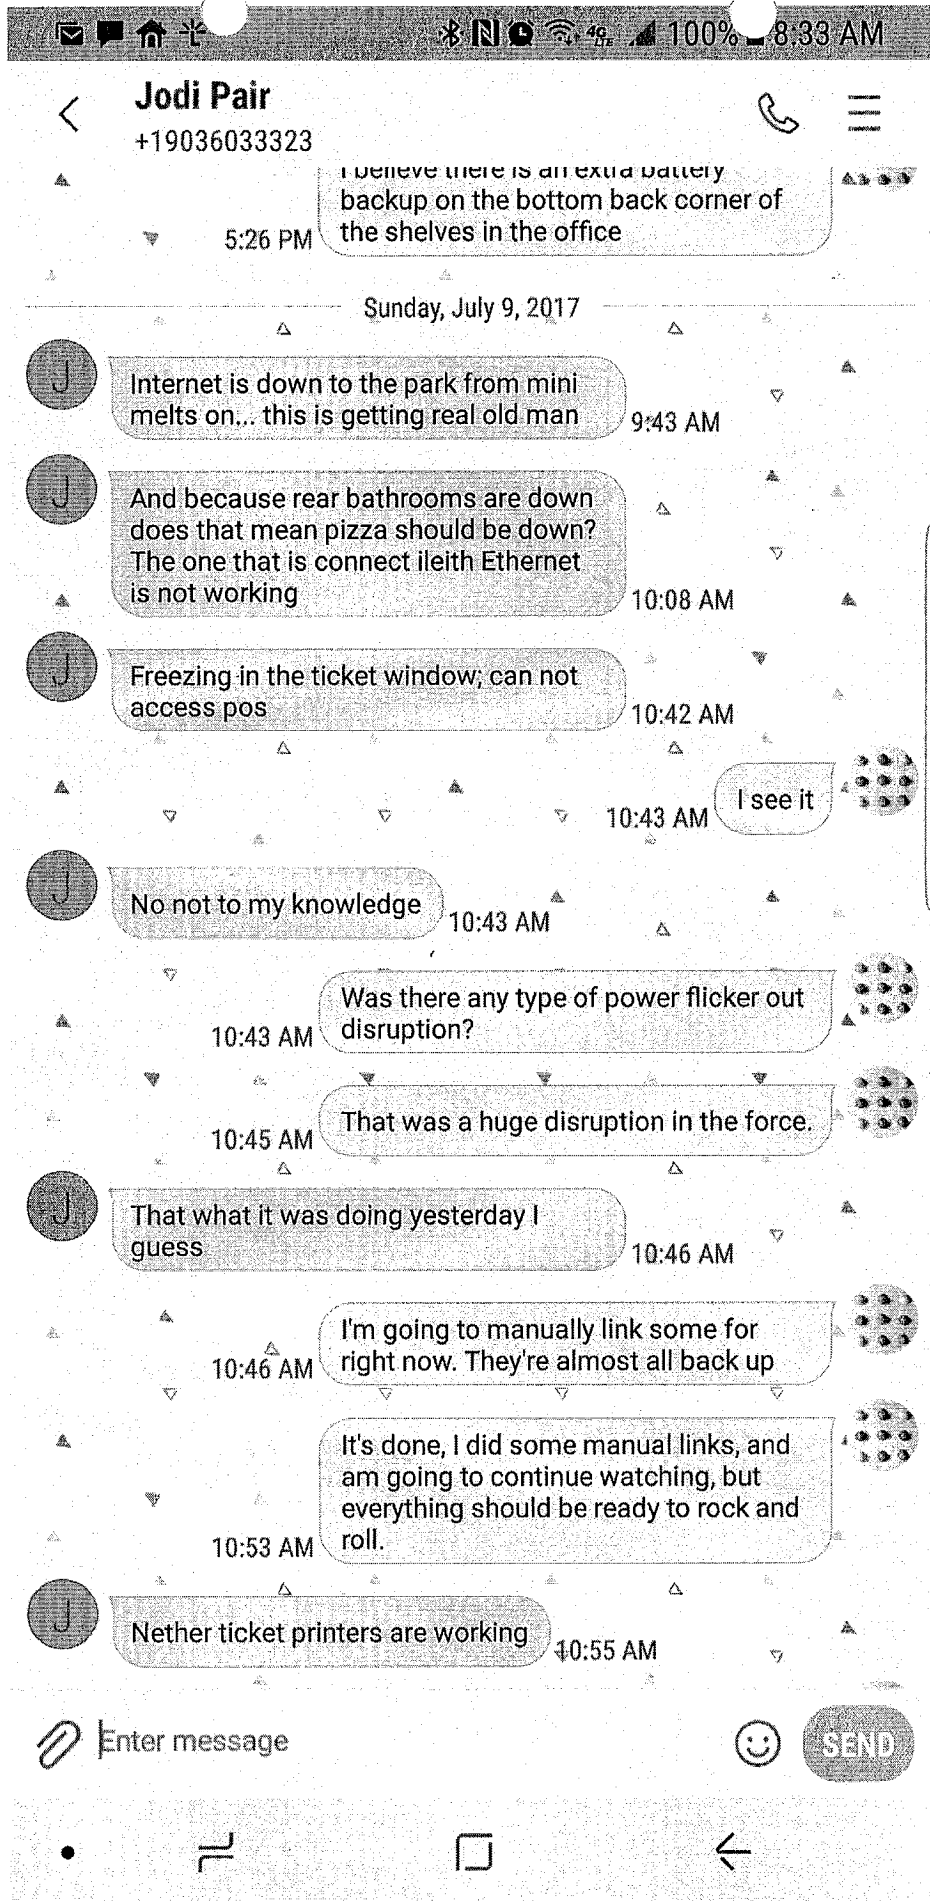 100% 8:33 AM
Jodi Pair
+19036033323
I believe there is an extra battery
backup on the bottom back corner of
the shelves in the office
5:26 PM
Sunday, July 9, 2017
J
Internet is down to the park from mini
melts on... this is getting real old man
9:43 AM
J
And because rear bathrooms are down
does that mean pizza should be down?
The one that is connect ileith Ethernet
is not working
10:08 AM
J
Freezing in the ticket window; can not
access pos
10:42 AM
I see it
10:43 AM
J
No not to my knowledge
10:43 AM
Was there any type of power flicker out
disruption?
10:43 AM
That was a huge disruption in the force.
10:45 AM
J
That what it was doing yesterday I
guess
10:46 AM
I'm going to manually link some for
right now. They're almost all back up
10:46 AM
It's done, I did some manual links, and
am going to continue watching, but
everything should be ready to rock and
roll.
10:53 AM
J
Nether ticket printers are working
10:55 AM
Enter message
SEND